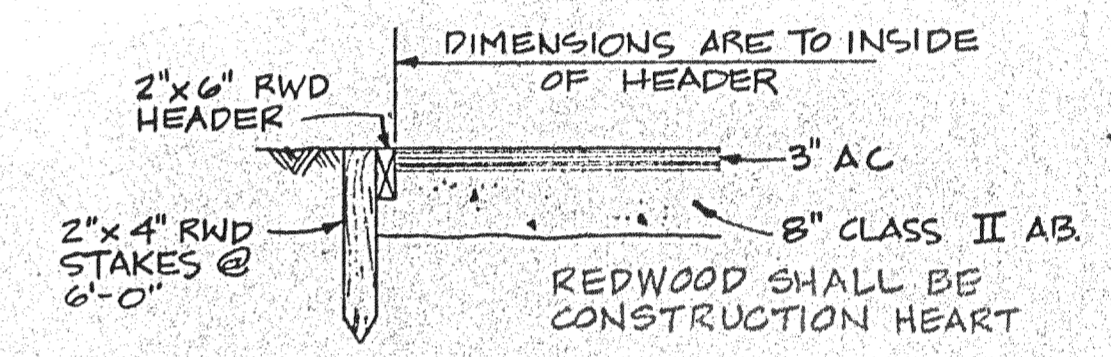 DIMENSIONS ARE TO INSIDE
OF HEADER
2"x6" RWD
HEADER
3" AC
2"x4" RWD
STAKES @
6'-0"
8" CLASS II AB.
REDWOOD SHALL BE
CONSTRUCTION HEART